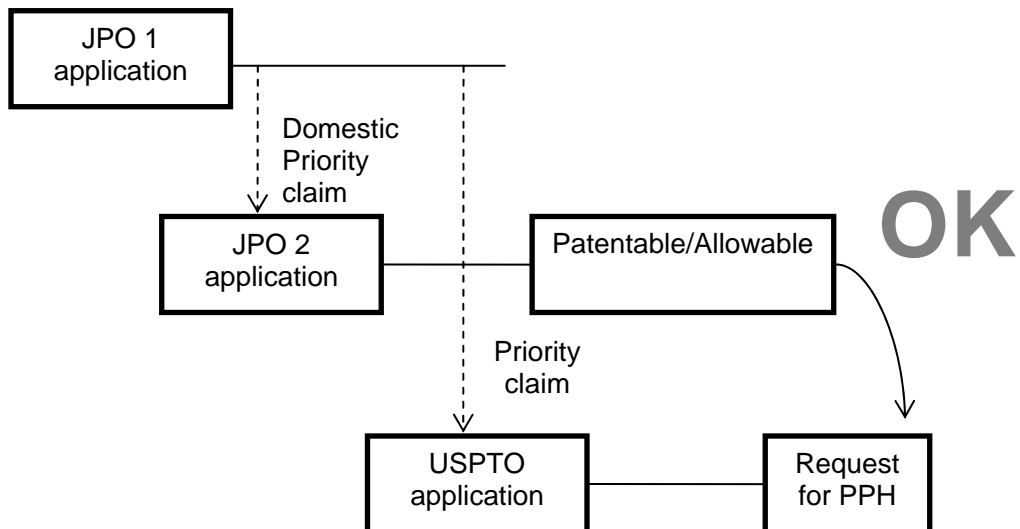 JPO 1
application
Domestic
Priority
claim
OK
JPO 2
application
Patentable/Allowable
Priority
claim
USPTO
application
Request
for PPH